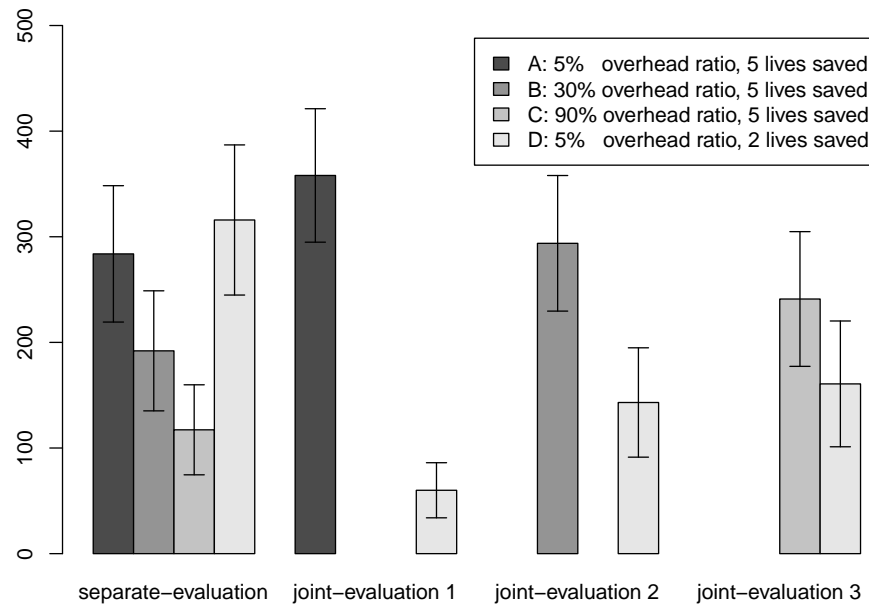 500
400
300
200
100
0
A: 5% overhead ratio, 5 lives saved
B: 30% overhead ratio, 5 lives saved
C: 90% overhead ratio, 5 lives saved
D: 5% overhead ratio, 2 lives saved
separate−evaluation joint−evaluation 1 joint−evaluation 2 joint−evaluation 3